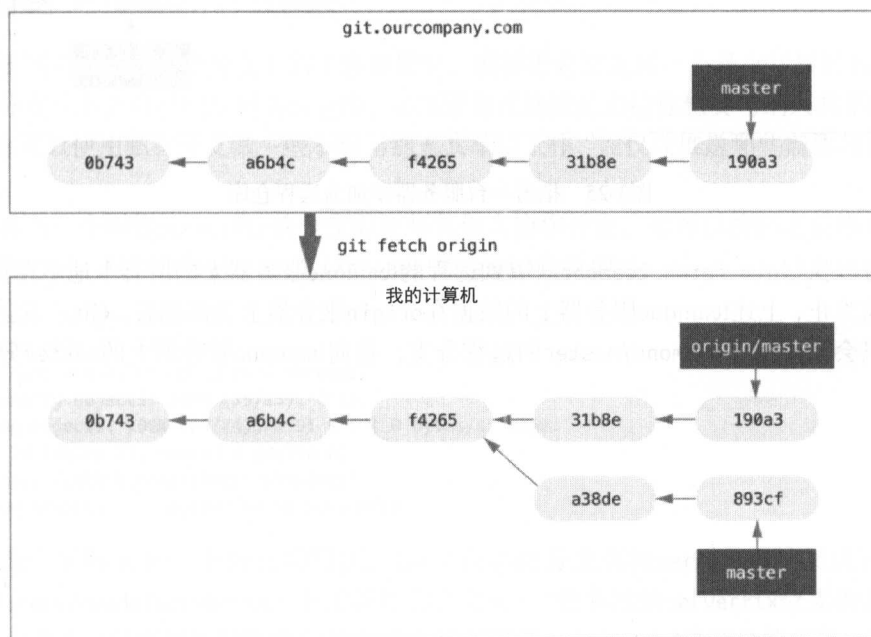 git.ourcompany.com
master
0b743 a6b4c f4265 31b8e 190a3
git fetch origin
我的计算机
origin/master
0b743 a6b4c f4265 31b8e 190a3
a38de 893cf
master